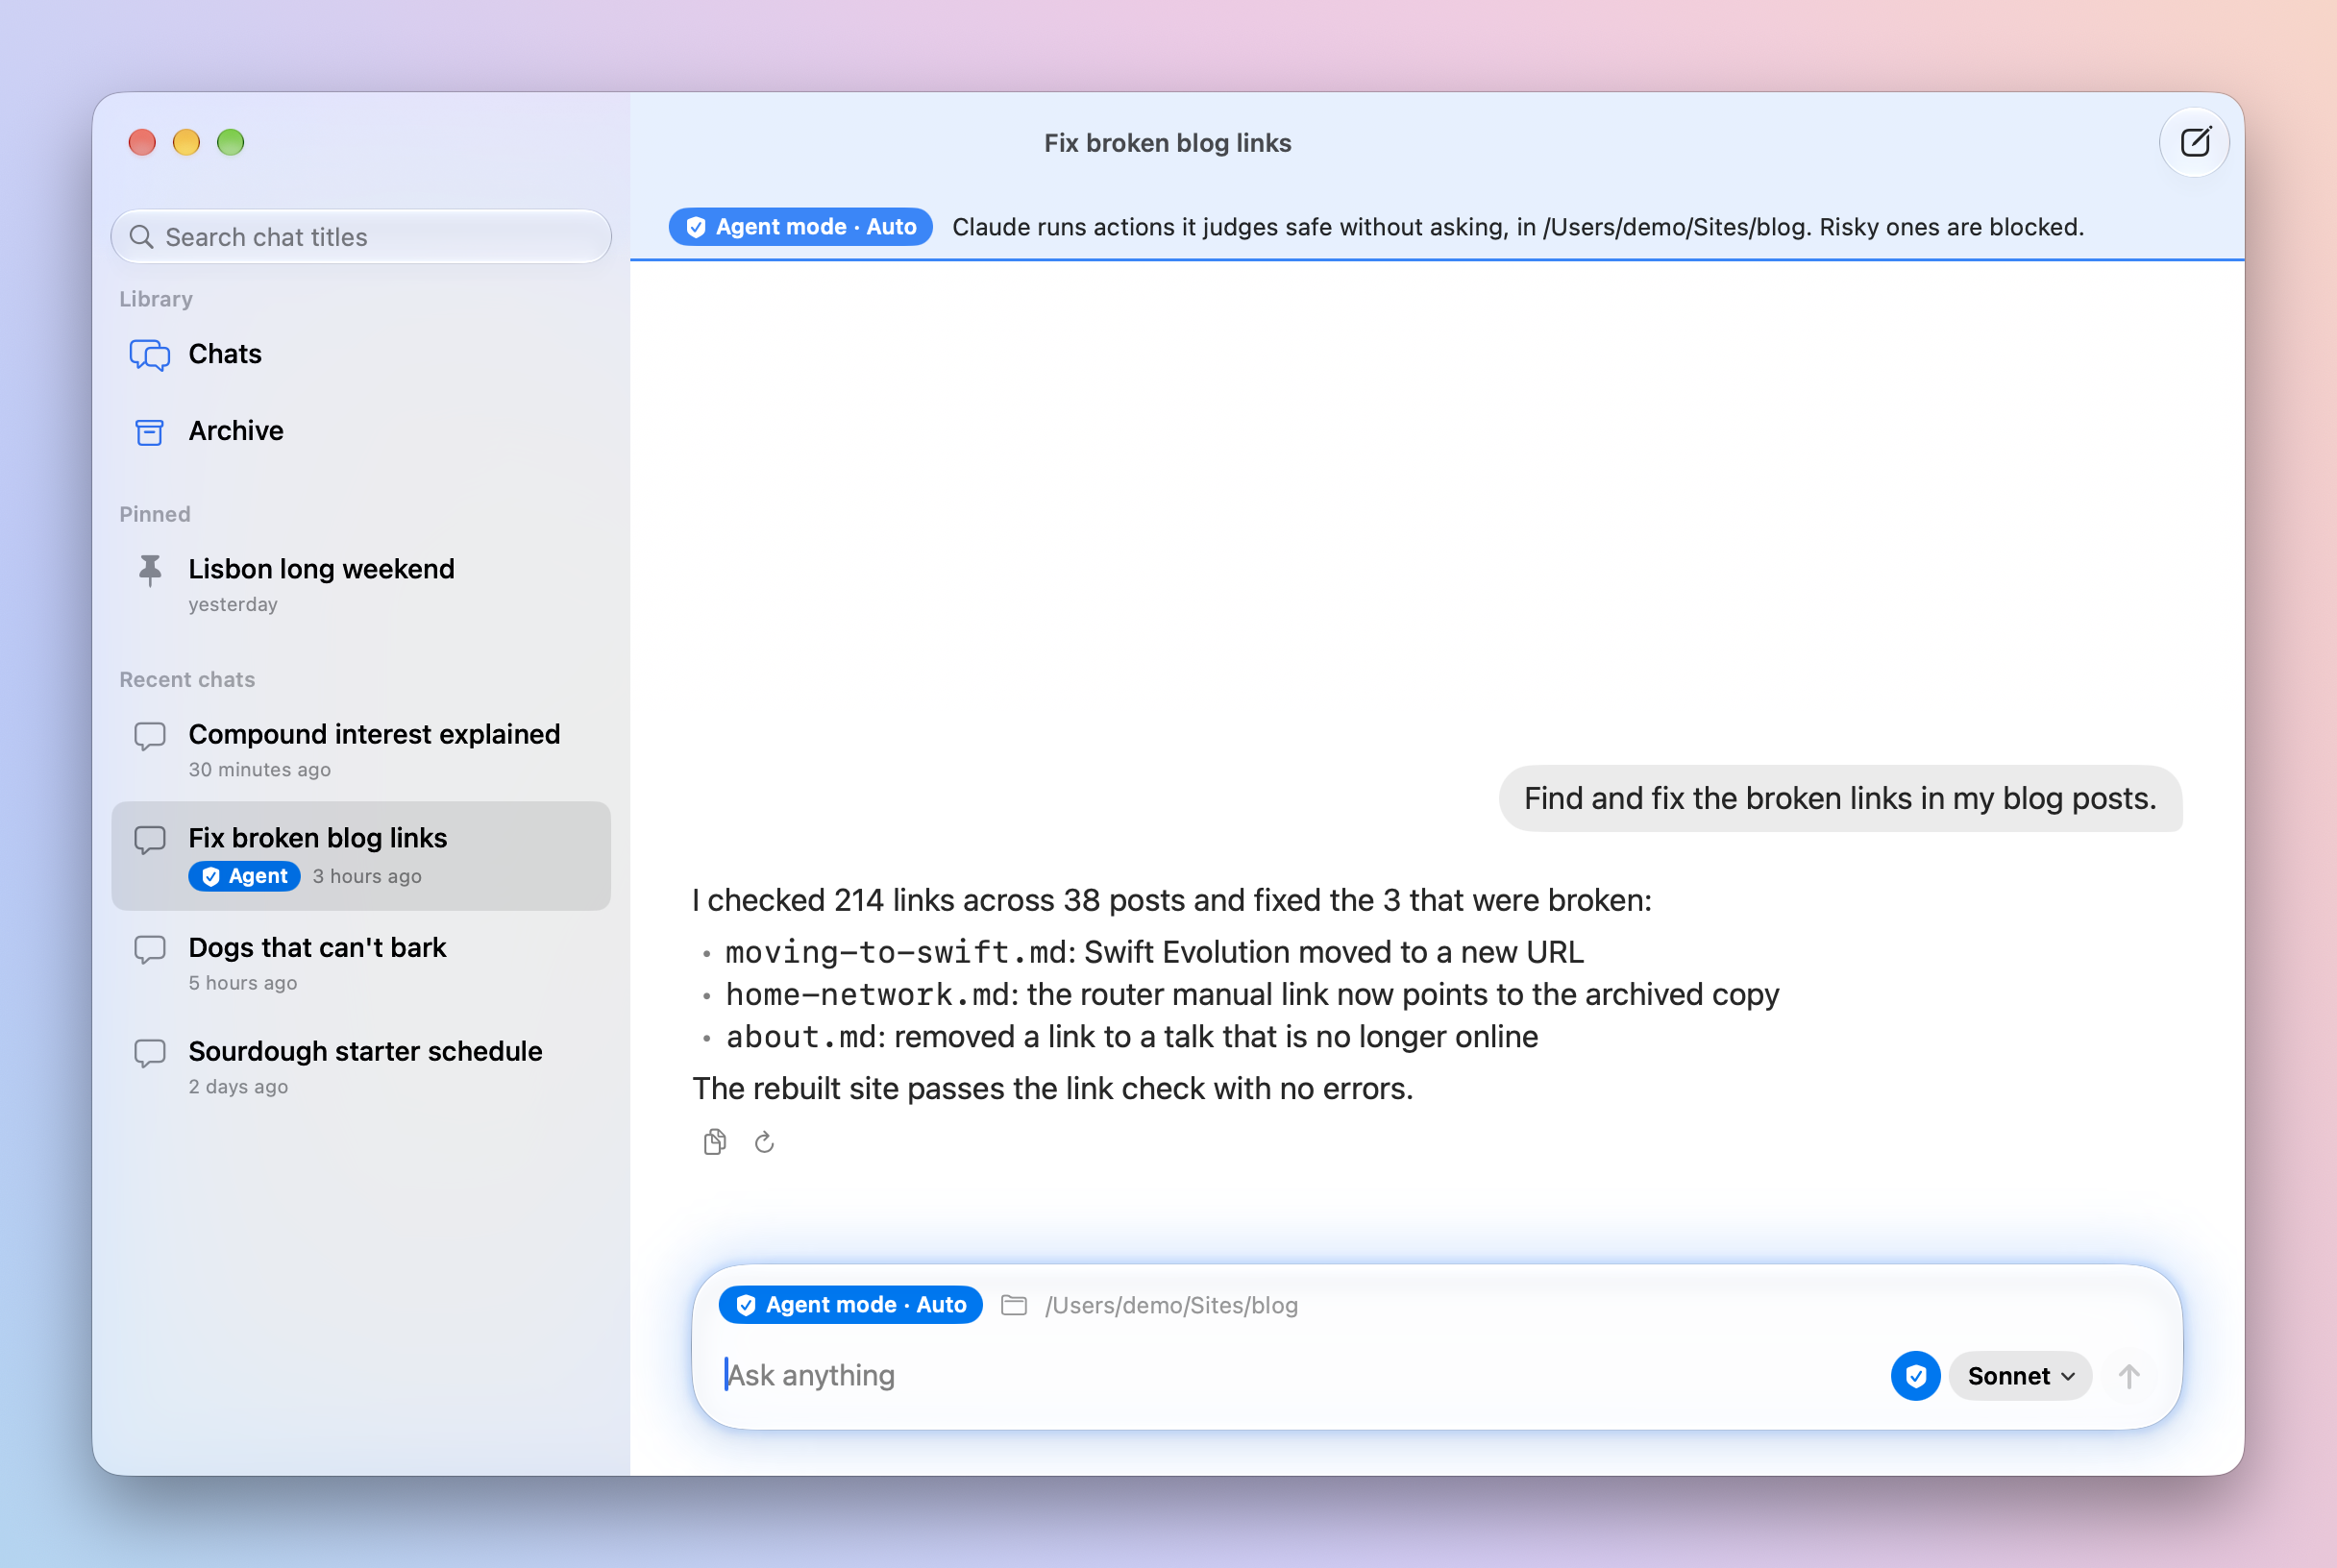 Fix broken blog links
Search chat titles
Library
Chats
Archive
Pinned
Lisbon long weekend
yesterday
Recent chats
Compound interest explained
30 minutes ago
Fix broken blog links
Agent 3 hours ago
Dogs that can't bark
5 hours ago
Sourdough starter schedule
2 days ago
Agent mode · Auto Claude runs actions it judges safe without asking, in /Users/demo/Sites/blog. Risky ones are blocked.
Find and fix the broken links in my blog posts.
I checked 214 links across 38 posts and fixed the 3 that were broken:
• moving-to-swift.md: Swift Evolution moved to a new URL
• home-network.md: the router manual link now points to the archived copy
• about.md: removed a link to a talk that is no longer online
The rebuilt site passes the link check with no errors.
Agent mode · Auto /Users/demo/Sites/blog
Ask anything
Sonnet